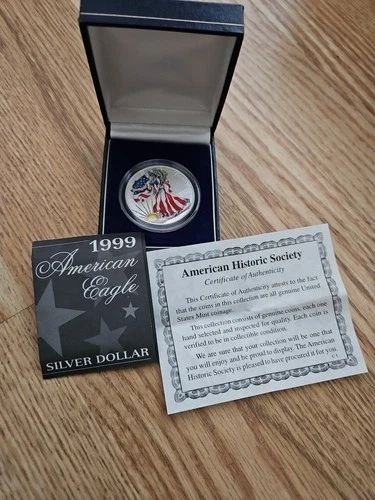 1999
American
Eagle
SILVER DOLLAR
American Historic Society
Certificate of Authenticity
This Certificate of Authenticity attests to the fact
that the coins in this collection are all genuine United
States Mint coinage.
This collection consists of genuine coins, each one
hand selected and inspected for quality. Each coin is
verified to be in collectible condition.
We are sure that your collection will be one that
you will enjoy and be proud to display. The American
Historic Society is pleased to have procured it for you.